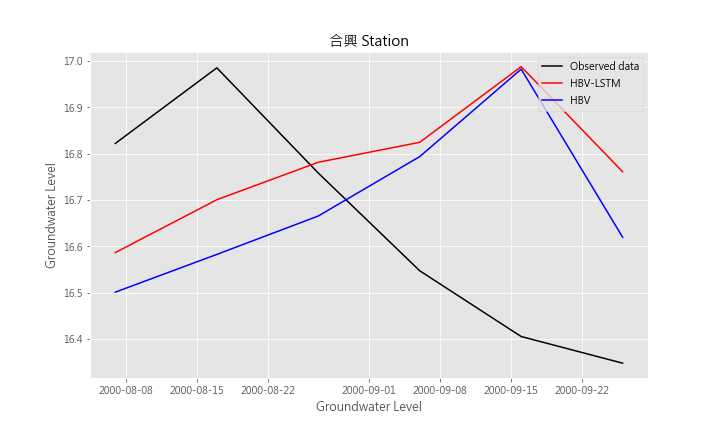 合興 Station
Observed data
HBV-LSTM
HBV
Groundwater Level
17.0
16.9
16.8
16.7
16.6
16.5
16.4
2000-08-08 2000-08-15 2000-08-22 2000-09-01 2000-09-08 2000-09-15 2000-09-22
Groundwater Level